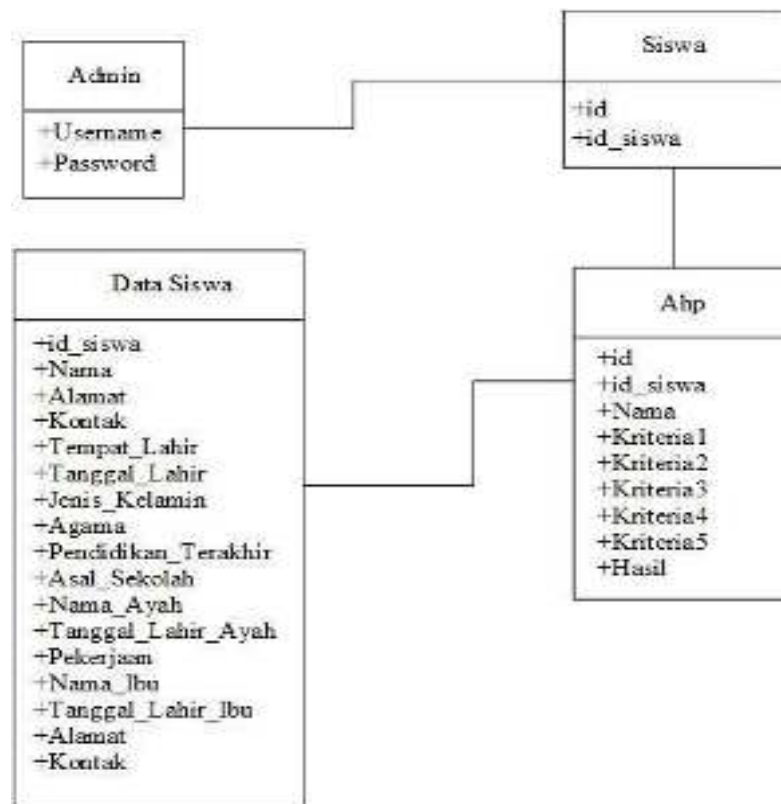 Admin
+Username
+Password
Siswa
+id
+id_siswa
Data Siswa
+id_siswa
+Nama
+Alamat
+Kontak
+Tempat_Lahir
+Tanggal_Lahir
+Jenis_Kelamin
+Agama
+Pendidikan_Terakhir
+Asal_Sekolah
+Nama_Ayah
+Tanggal_Lahir_Ayah
+Pekerjaan
+Nama_Ibu
+Tanggal_Lahir_Ibu
+Alamat
+Kontak
Ahp
+id
+id_siswa
+Nama
+Kriteria1
+Kriteria2
+Kriteria3
+Kriteria4
+Kriteria5
+Hasil